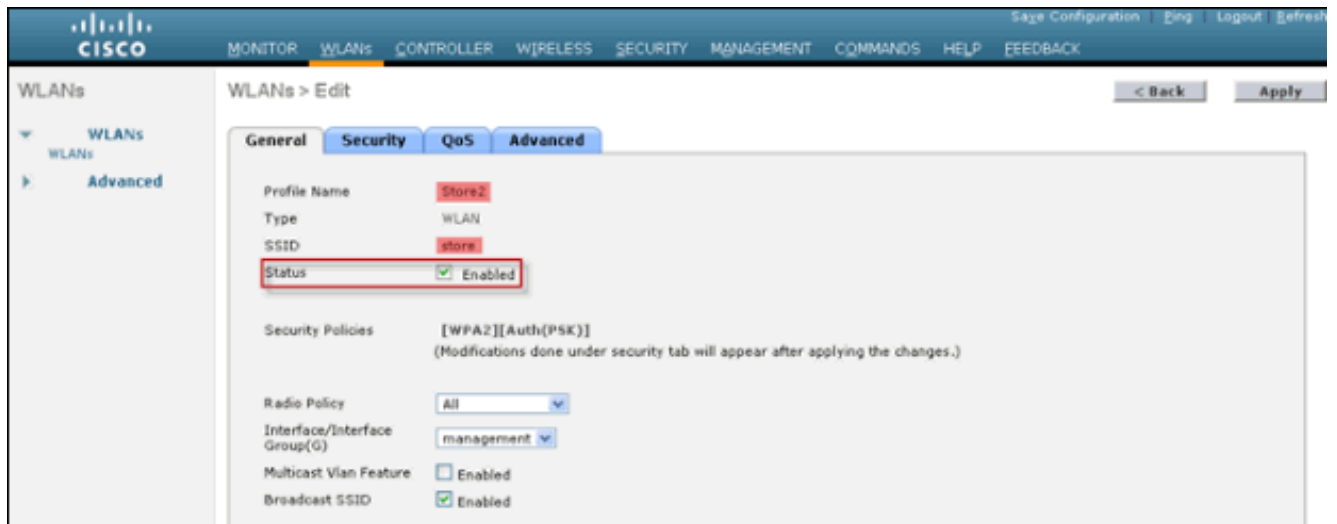 Save Configuration | Ping | Logout | Refresh
CISCO
MONITOR WLANs CONTROLLER WIRELESS SECURITY MANAGEMENT COMMANDS HELP FEEDBACK
WLANs
WLANs > Edit
< Back
Apply
WLANs
WLANs
Advanced
General Security QoS Advanced
Profile Name Store2
Type WLAN
SSID store
Status Enabled
Security Policies [WPA2][Auth(PSK)]
(Modifications done under security tab will appear after applying the changes.)
Radio Policy All
Interface/Interface
Group(G) management
Multicast Vlan Feature Enabled
Broadcast SSID Enabled